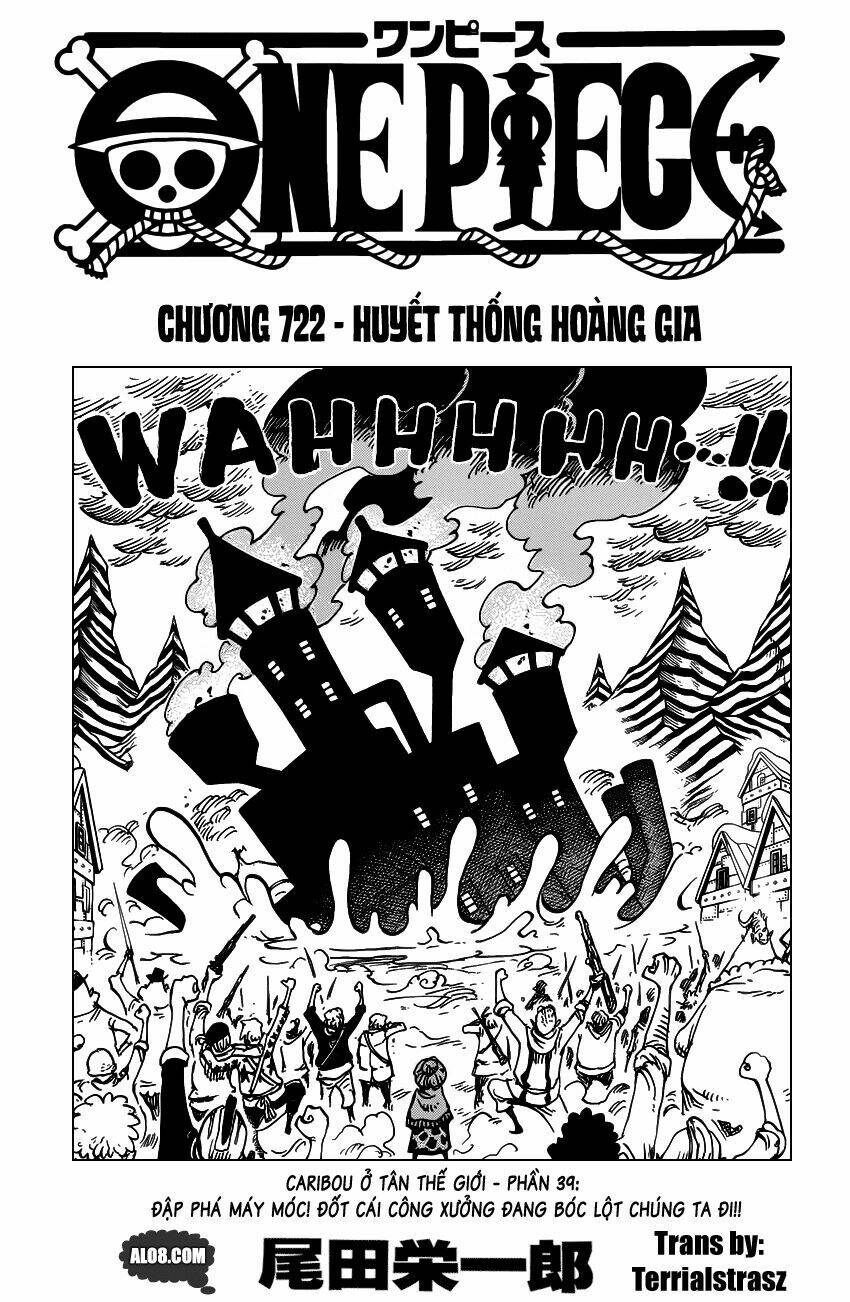 ワンピース
ONE PIECE
CHƯƠNG 722 - HUYẾT THỐNG HOÀNG GIA
WAHHHHHH...!!!
CARIBOU Ở TÂN THẾ GIỚI - PHẦN 39:
ĐẬP PHÁ MÁY MÓC! ĐỐT CÁI CÔNG XƯỞNG ĐANG BÓC LỘT CHÚNG TA ĐI!!
ALO8.COM
尾田栄一郎
Trans by:
Terrialstrasz